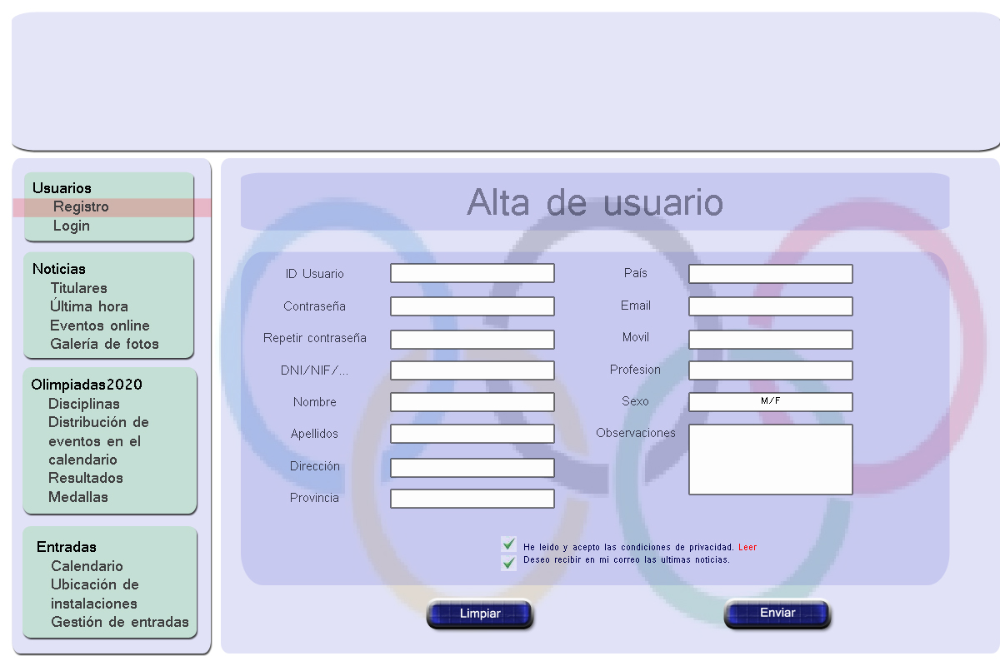 Usuarios
Registro
Login
Noticias
Titulares
Última hora
Eventos online
Galería de fotos
Olimpiadas2020
Disciplinas
Distribución de
eventos en el
calendario
Resultados
Medallas
Entradas
Calendario
Ubicación de
instalaciones
Gestión de entradas
Alta de usuario
ID Usuario
Contraseña
Repetir contraseña
DNI/NIF/...
Nombre
Apellidos
Dirección
Provincia
País
Email
Movil
Profesion
Sexo M/F
Observaciones
He leido y acepto las condiciones de privacidad. Leer
Deseo recibir en mi correo las ultimas noticias.
Limpiar
Enviar